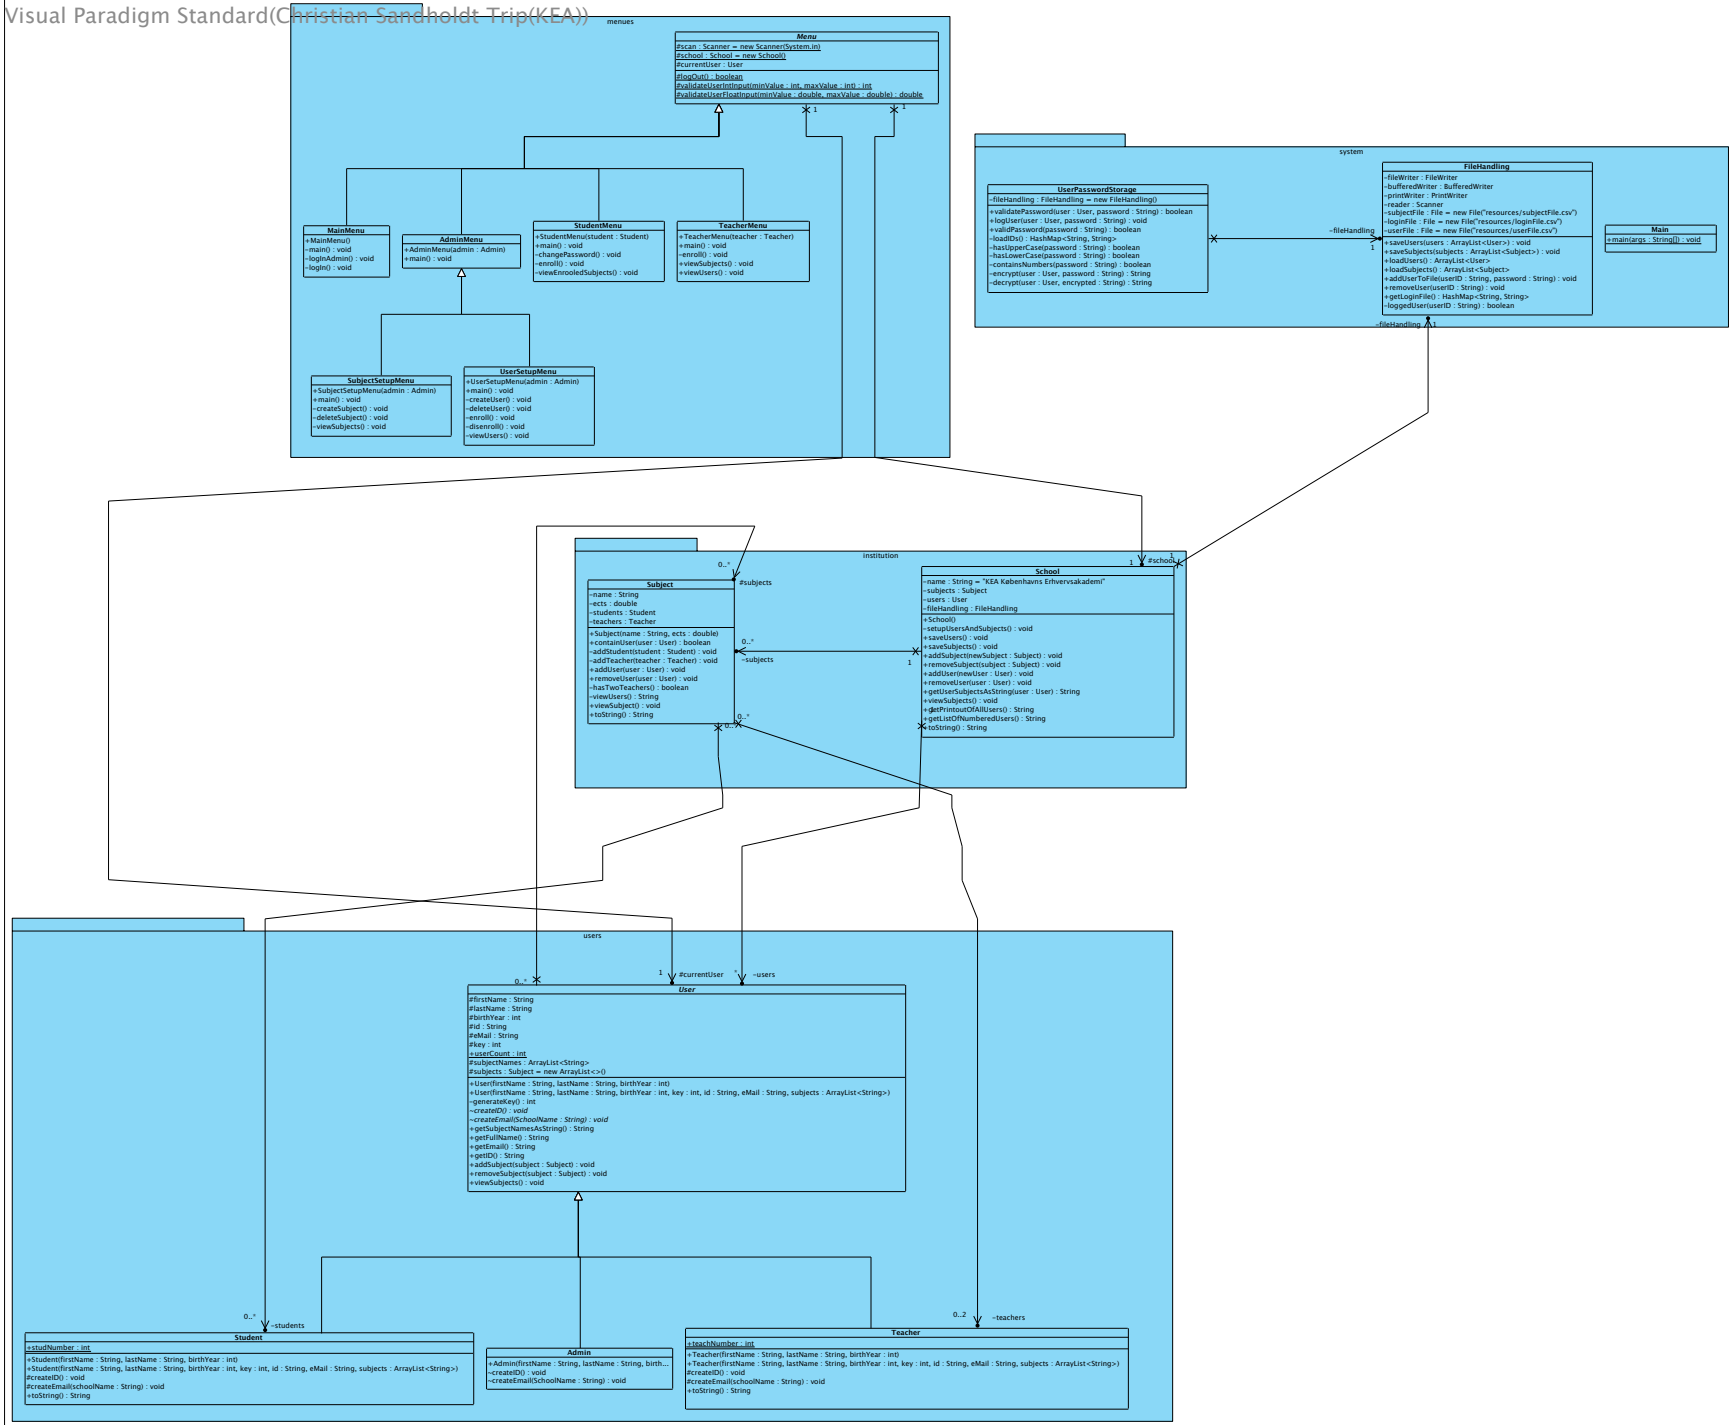 Visual Paradigm Standard(Christian Sandholdt Trip(KEA))
menues
Menu
#scan : Scanner = new Scanner(System.in)
#school : School = new School()
#currentUser : User
#logOut() : boolean
#validateUserIntInput(minValue : int, maxValue : int) : int
#validateUserFloatInput(minValue : double, maxValue : double) : double
1
1
MainMenu
+MainMenu()
-main() : void
-logInAdmin() : void
-logIn() : void
AdminMenu
+AdminMenu(admin : Admin)
+main() : void
StudentMenu
+StudentMenu(student : Student)
+main() : void
-changePassword() : void
-enroll() : void
-viewEnrooledSubjects() : void
TeacherMenu
+TeacherMenu(teacher : Teacher)
+main() : void
-enroll() : void
+viewSubjects() : void
+viewUsers() : void
SubjectSetupMenu
+SubjectSetupMenu(admin : Admin)
+main() : void
-createSubject() : void
-deleteSubject() : void
-viewSubjects() : void
UserSetupMenu
+UserSetupMenu(admin : Admin)
+main() : void
-createUser() : void
-deleteUser() : void
-enroll() : void
-disenroll() : void
-viewUsers() : void
system
UserPasswordStorage
-fileHandling : FileHandling = new FileHandling()
+validatePassword(user : User, password : String) : boolean
+logUser(user : User, password : String) : void
+validPassword(password : String) : boolean
-loadIDs() : HashMap<String, String>
-hasUpperCase(password : String) : boolean
-hasLowerCase(password : String) : boolean
-containsNumbers(password : String) : boolean
-encrypt(user : User, password : String) : String
-decrypt(user : User, encrypted : String) : String
-fileHandling
1
FileHandling
-fileWriter : FileWriter
-bufferedWriter : BufferedWriter
-printWriter : PrintWriter
-reader : Scanner
-subjectFile : File = new File("resources/subjectFile.csv")
-loginFile : File = new File("resources/loginFile.csv")
-userFile : File = new File("resources/userFile.csv")
+saveUsers(users : ArrayList<User>) : void
+saveSubjects(subjects : ArrayList<Subject>) : void
+loadUsers() : ArrayList<User>
+loadSubjects() : ArrayList<Subject>
+addUserToFile(userID : String, password : String) : void
+removeUser(userID : String) : void
+getLoginFile() : HashMap<String, String>
-loggedUser(userID : String) : boolean
Main
+main(args : String[]) : void
-fileHandling
1
institution
0..*
#subjects
Subject
-name : String
-ects : double
-students : Student
-teachers : Teacher
+Subject(name : String, ects : double)
+containUser(user : User) : boolean
-addStudent(student : Student) : void
-addTeacher(teacher : Teacher) : void
+addUser(user : User) : void
+removeUser(user : User) : void
-hasTwoTeachers() : boolean
-viewUsers() : String
+viewSubject() : void
+toString() : String
0..*
-subjects
1
0..*
0..
1
#school
1
School
-name : String = "KEA Københavns Erhvervsakademi"
-subjects : Subject
-users : User
-fileHandling : FileHandling
+School()
-setupUsersAndSubjects() : void
+saveUsers() : void
+saveSubjects() : void
+addSubject(newSubject : Subject) : void
+removeSubject(subject : Subject) : void
+addUser(newUser : User) : void
+removeUser(user : User) : void
+getUserSubjectsAsString(user : User) : String
+viewSubjects() : void
+getPrintoutOfAllUsers() : String
+getListOfNumberedUsers() : String
+toString() : String
users
0..*
1
#currentUser
*
-users
User
#firstName : String
#lastName : String
#birthYear : int
#id : String
#eMail : String
#key : int
+userCount : int
#subjectNames : ArrayList<String>
#subjects : Subject = new ArrayList<>()
+User(firstName : String, lastName : String, birthYear : int)
+User(firstName : String, lastName : String, birthYear : int, key : int, id : String, eMail : String, subjects : ArrayList<String>)
-generateKey() : int
~createID() : void
~createEmail(SchoolName : String) : void
+getSubjectNamesAsString() : String
+getFullName() : String
+getEmail() : String
+getID() : String
+addSubject(subject : Subject) : void
+removeSubject(subject : Subject) : void
+viewSubjects() : void
0..*
-students
Student
+studNumber : int
+Student(firstName : String, lastName : String, birthYear : int)
+Student(firstName : String, lastName : String, birthYear : int, key : int, id : String, eMail : String, subjects : ArrayList<String>)
#createID() : void
#createEmail(schoolName : String) : void
+toString() : String
Admin
+Admin(firstName : String, lastName : String, birth...
~createID() : void
~createEmail(SchoolName : String) : void
0..2
-teachers
Teacher
+teachNumber : int
+Teacher(firstName : String, lastName : String, birthYear : int)
+Teacher(firstName : String, lastName : String, birthYear : int, key : int, id : String, eMail : String, subjects : ArrayList<String>)
#createID() : void
#createEmail(schoolName : String) : void
+toString() : String